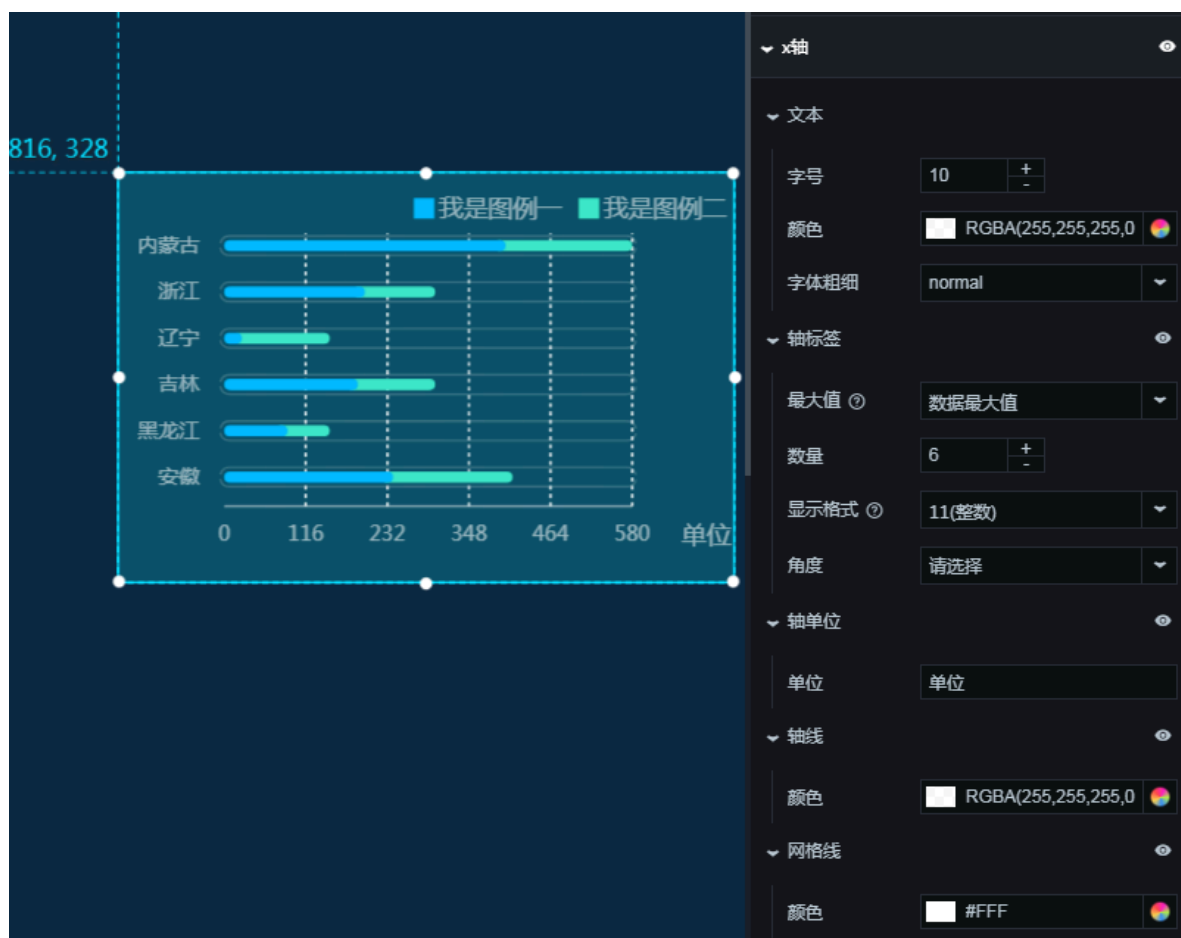 816, 328
我是图例一 我是图例二
内蒙古
浙江
辽宁
吉林
黑龙江
安徽
0 116 232 348 464 580 单位
x轴
文本
字号 10 + -
颜色 RGBA(255,255,255,0
字体粗细 normal
轴标签
最大值 ? 数据最大值
数量 6 + -
显示格式 ? 11(整数)
角度 请选择
轴单位
单位 单位
轴线
颜色 RGBA(255,255,255,0
网格线
颜色 #FFF